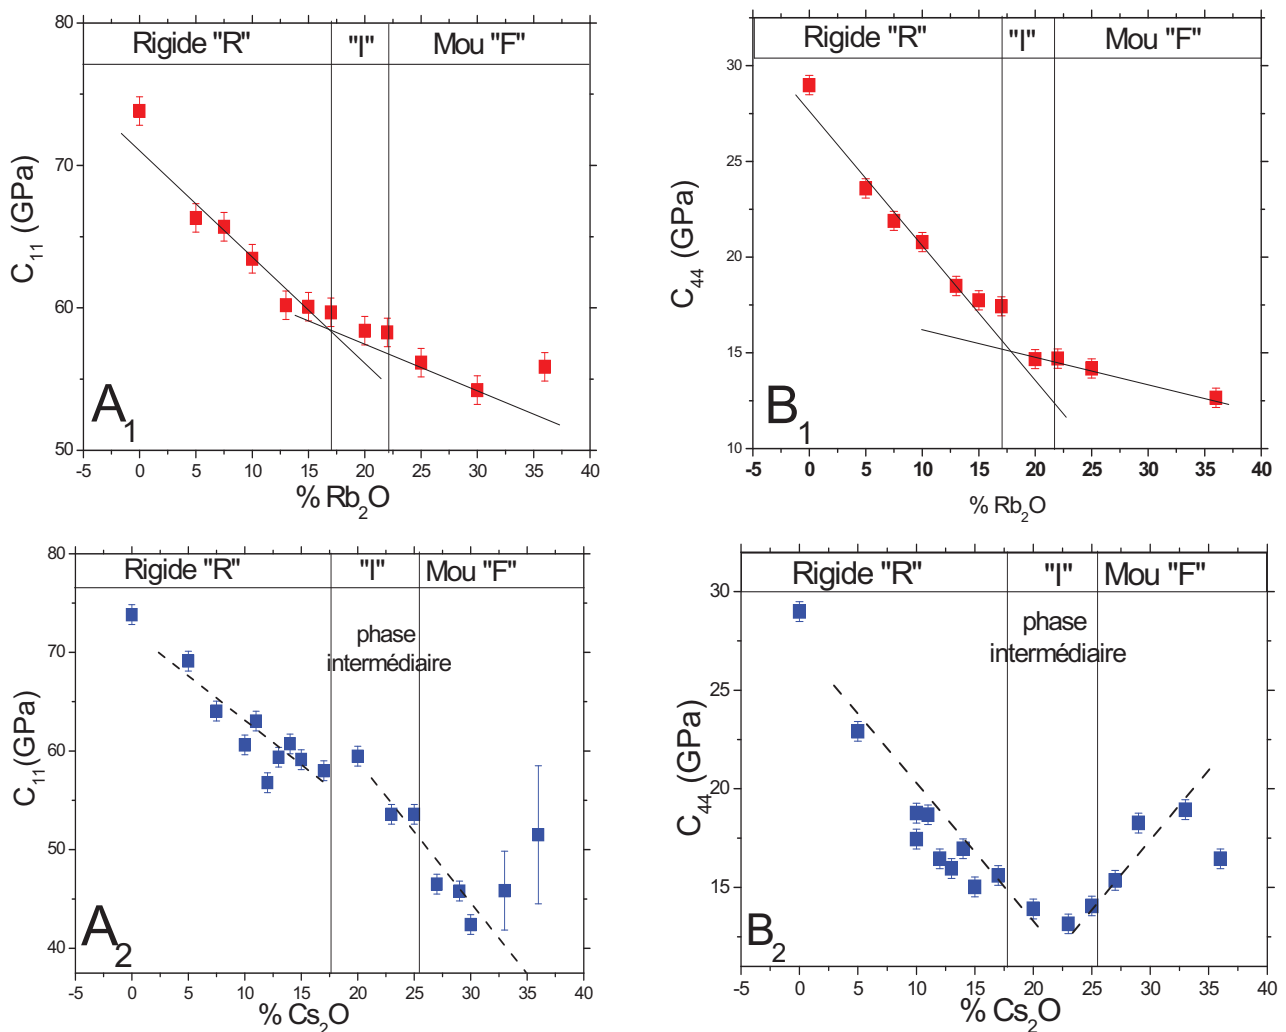 Rigide "R" "I" Mou "F"
80
70
60
50
C₁₁ (GPa)
A₁
-5 0 5 10 15 20 25 30 35 40
% Rb₂O
Rigide "R" "I" Mou "F"
30
25
20
15
10
C₄₄ (GPa)
B₁
-5 0 5 10 15 20 25 30 35 40
% Rb₂O
Rigide "R" "I" Mou "F"
phase
intermédiaire
80
70
60
50
40
C₁₁(GPa)
A₂
-5 0 5 10 15 20 25 30 35 40
% Cs₂O
Rigide "R" "I" Mou "F"
phase
intermédiaire
30
25
20
15
C₄₄ (GPa)
B₂
-5 0 5 10 15 20 25 30 35 40
% Cs₂O